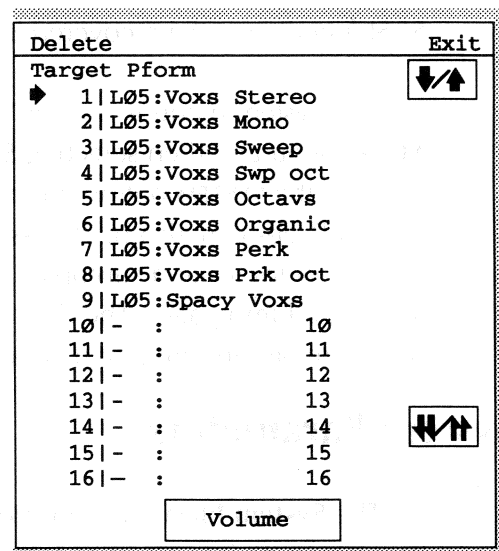 Delete Exit
Target Pform
1|LØ5:Voxs Stereo
2|LØ5:Voxs Mono
3|LØ5:Voxs Sweep
4|LØ5:Voxs Swp oct
5|LØ5:Voxs Octavs
6|LØ5:Voxs Organic
7|LØ5:Voxs Perk
8|LØ5:Voxs Prk oct
9|LØ5:Spacy Voxs
1Ø|- : 1Ø
11|- : 11
12|- : 12
13|- : 13
14|- : 14
15|- : 15
16|— : 16
Volume